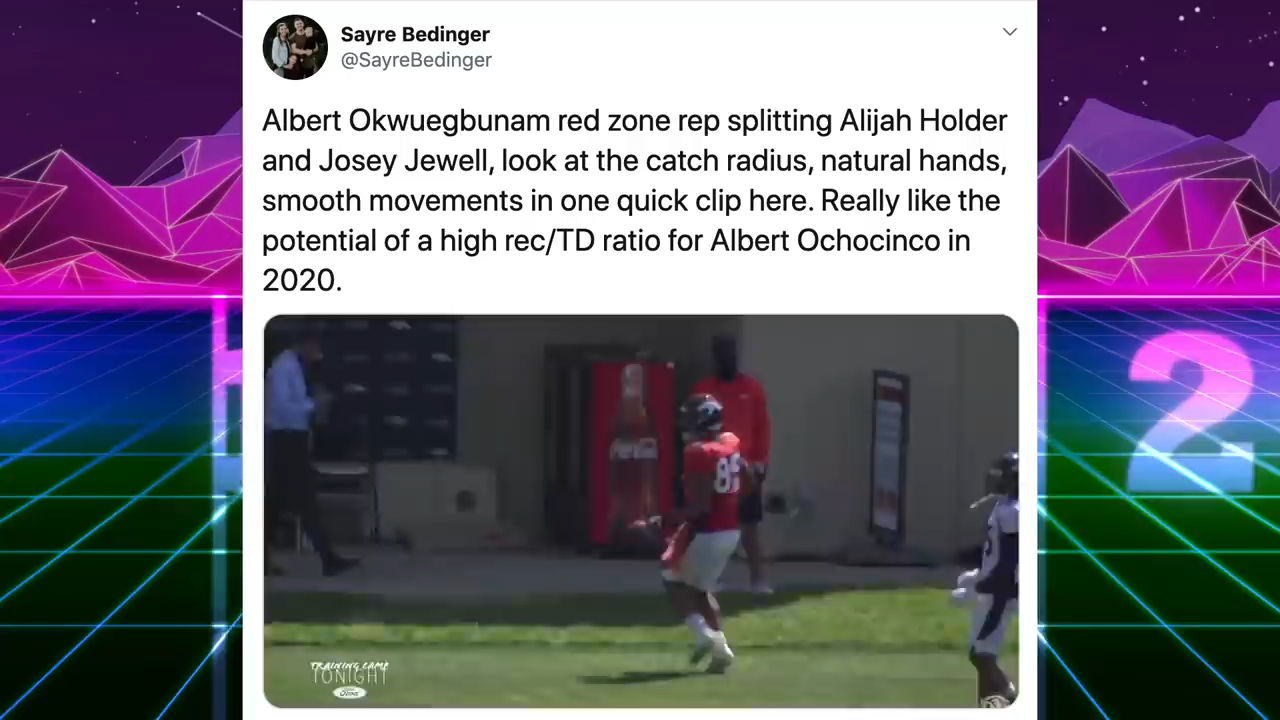 Sayre Bedinger
@SayreBedinger
Albert Okwuegbunam red zone rep splitting Alijah Holder
and Josey Jewell, look at the catch radius, natural hands,
smooth movements in one quick clip here. Really like the
potential of a high rec/TD ratio for Albert Ochocinco in
2020.
2
TRAINING CAMP
TONIGHT
Ford